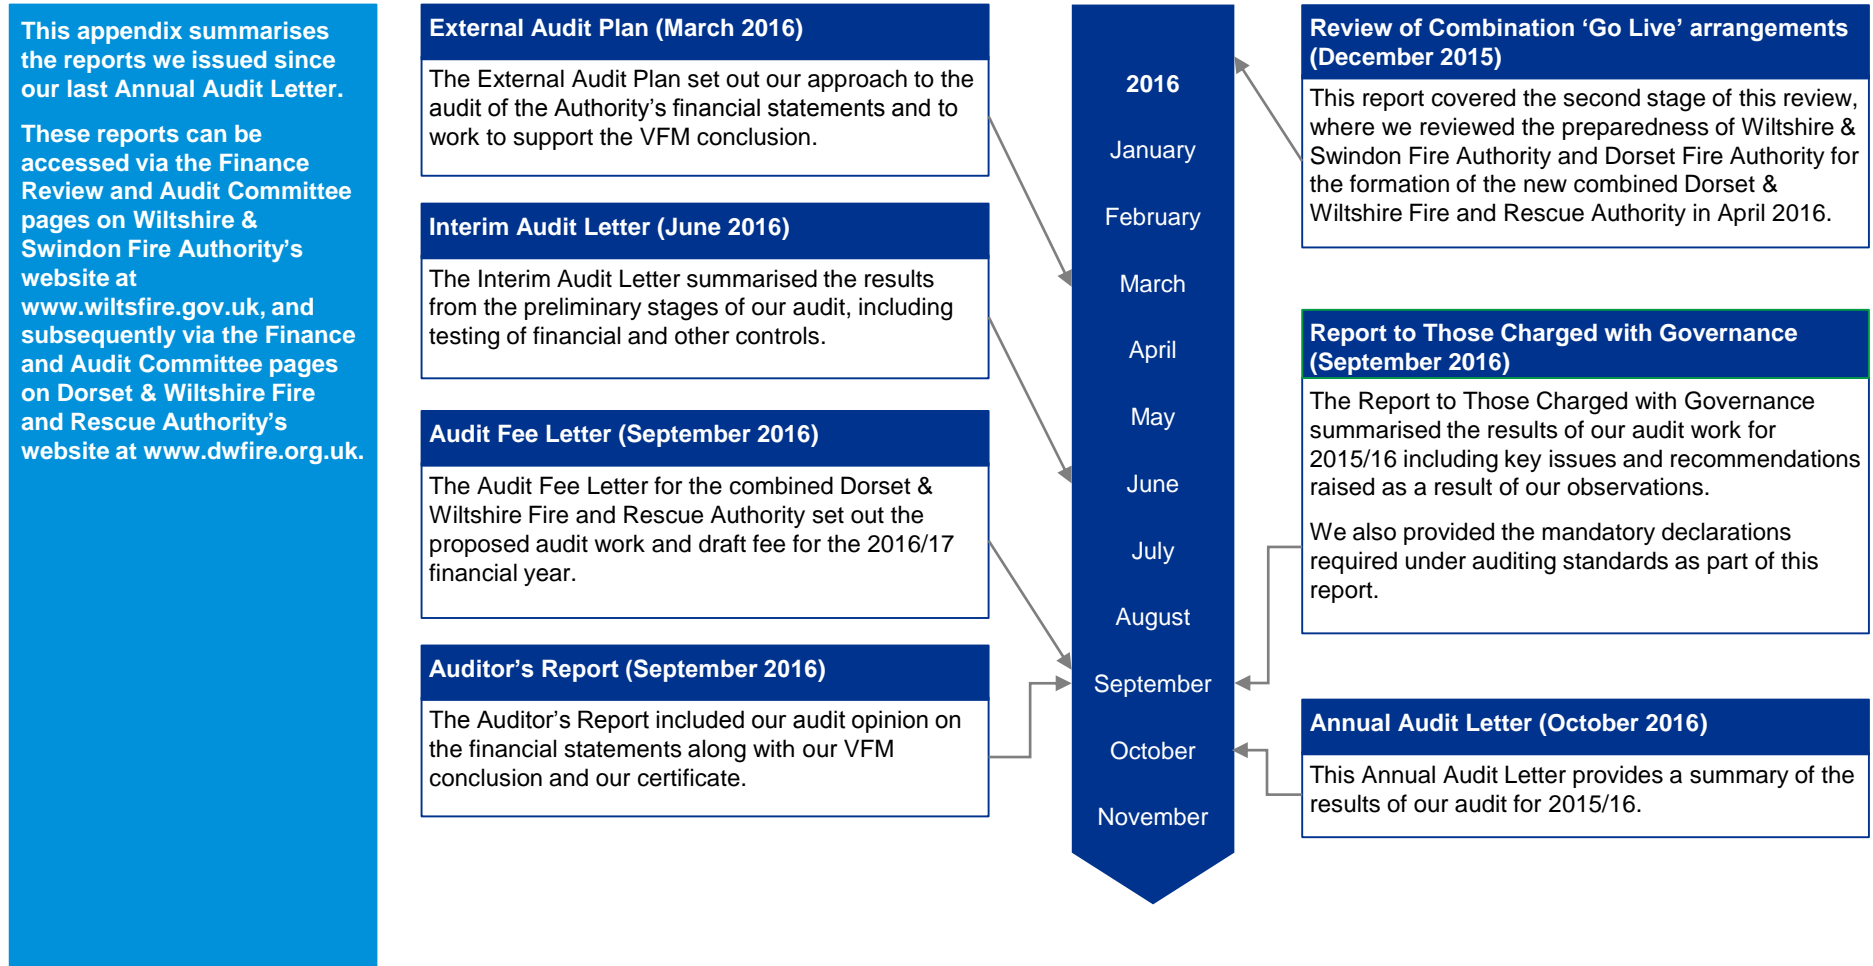 This appendix summarises
the reports we issued since
our last Annual Audit Letter.
These reports can be
accessed via the Finance
Review and Audit Committee
pages on Wiltshire &
Swindon Fire Authority’s
website at
www.wiltsfire.gov.uk, and
subsequently via the Finance
and Audit Committee pages
on Dorset & Wiltshire Fire
and Rescue Authority’s
website at www.dwfire.org.uk.
External Audit Plan (March 2016)
The External Audit Plan set out our approach to the
audit of the Authority’s financial statements and to
work to support the VFM conclusion.
Interim Audit Letter (June 2016)
The Interim Audit Letter summarised the results
from the preliminary stages of our audit, including
testing of financial and other controls.
Audit Fee Letter (September 2016)
The Audit Fee Letter for the combined Dorset &
Wiltshire Fire and Rescue Authority set out the
proposed audit work and draft fee for the 2016/17
financial year.
Auditor’s Report (September 2016)
The Auditor’s Report included our audit opinion on
the financial statements along with our VFM
conclusion and our certificate.
2016
January
February
March
April
May
June
July
August
September
October
November
Review of Combination ‘Go Live’ arrangements
(December 2015)
This report covered the second stage of this review,
where we reviewed the preparedness of Wiltshire &
Swindon Fire Authority and Dorset Fire Authority for
the formation of the new combined Dorset &
Wiltshire Fire and Rescue Authority in April 2016.
Report to Those Charged with Governance
(September 2016)
The Report to Those Charged with Governance
summarised the results of our audit work for
2015/16 including key issues and recommendations
raised as a result of our observations.
We also provided the mandatory declarations
required under auditing standards as part of this
report.
Annual Audit Letter (October 2016)
This Annual Audit Letter provides a summary of the
results of our audit for 2015/16.